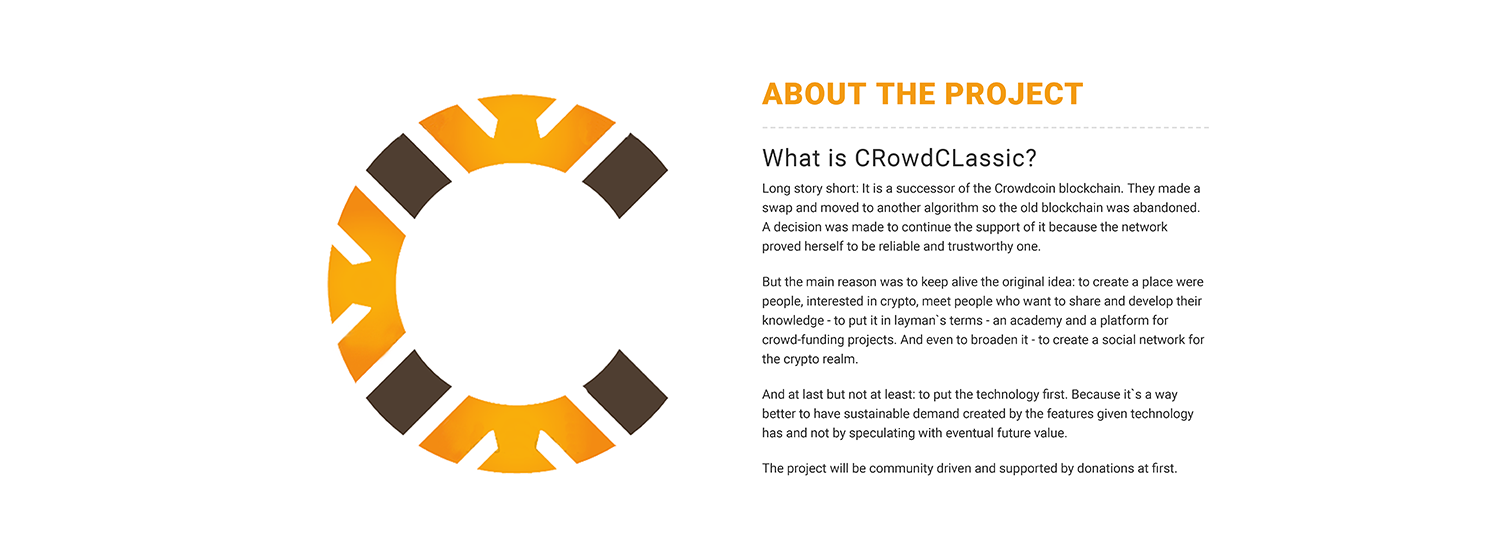 ABOUT THE PROJECT
What is CRowdCLassic?
Long story short: It is a successor of the Crowdcoin blockchain. They made a
swap and moved to another algorithm so the old blockchain was abandoned.
A decision was made to continue the support of it because the network
proved herself to be reliable and trustworthy one.
But the main reason was to keep alive the original idea: to create a place were
people, interested in crypto, meet people who want to share and develop their
knowledge - to put it in layman`s terms - an academy and a platform for
crowd-funding projects. And even to broaden it - to create a social network for
the crypto realm.
And at last but not at least: to put the technology first. Because it`s a way
better to have sustainable demand created by the features given technology
has and not by speculating with eventual future value.
The project will be community driven and supported by donations at first.